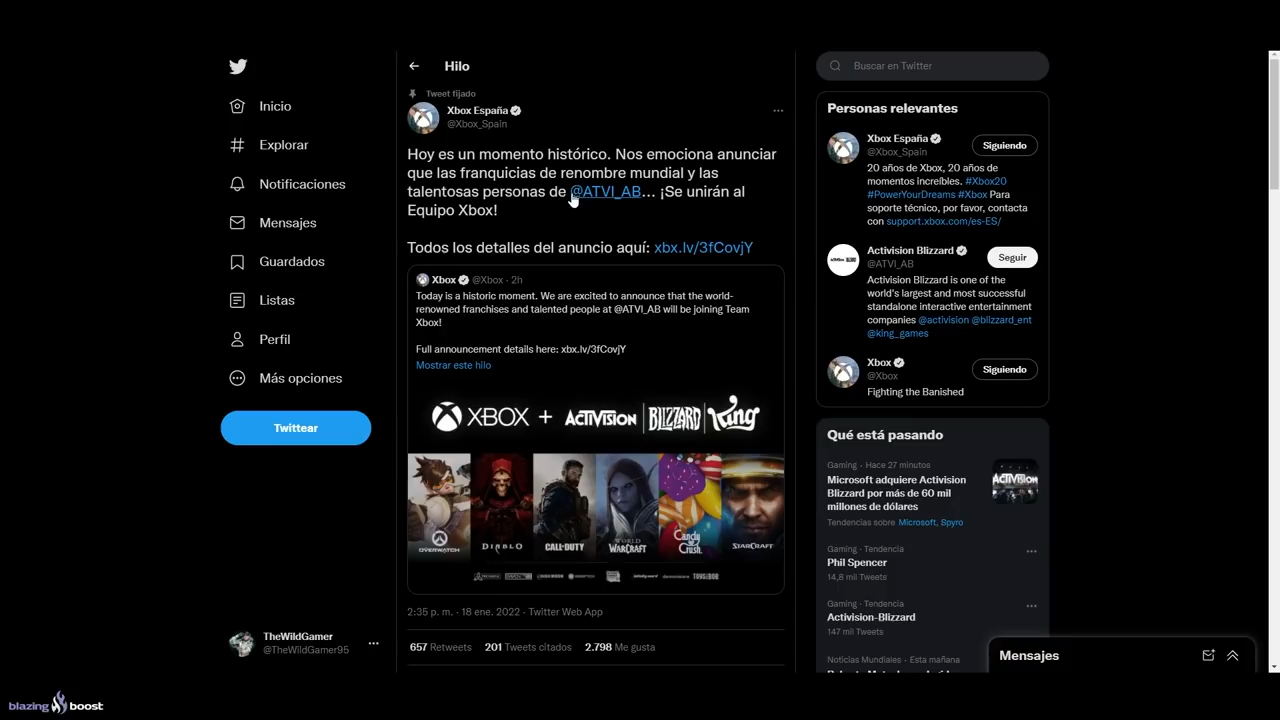 Hilo
Inicio
Explorar
Notificaciones
Mensajes
Guardados
Listas
Perfil
Más opciones
Twittear
TheWildGamer
@TheWildGamer95
Tweet fijado
Xbox España
@Xbox_Spain
Hoy es un momento histórico. Nos emociona anunciar
que las franquicias de renombre mundial y las
talentosas personas de @ATVI_AB... ¡Se unirán al
Equipo Xbox!
Todos los detalles del anuncio aquí: xbx.lv/3fCovjY
Xbox @Xbox · 2h
Today is a historic moment. We are excited to announce that the world-
renowned franchises and talented people at @ATVI_AB will be joining Team
Xbox!
Full announcement details here: xbx.lv/3fCovjY
Mostrar este hilo
XBOX + ACTIVISION | BLIZZARD | King
OVERWATCH
DIABLO
CALL OF DUTY
WORLD WARCRAFT
Candy Crush
STARCRAFT
2:35 p. m. · 18 ene. 2022 · Twitter Web App
657 Retweets 201 Tweets citados 2.798 Me gusta
Buscar en Twitter
Personas relevantes
Xbox España
@Xbox_Spain
Siguiendo
20 años de Xbox, 20 años de
momentos increíbles. #Xbox20
#PowerYourDreams #Xbox Para
soporte técnico, por favor, contacta
con support.xbox.com/es-ES/
Activision Blizzard
@ATVI_AB
Seguir
Activision Blizzard is one of the
world's largest and most successful
standalone interactive entertainment
companies @activision @blizzard_ent
@king_games
Xbox
@Xbox
Siguiendo
Fighting the Banished
Qué está pasando
Gaming · Hace 27 minutos
Microsoft adquiere Activision
Blizzard por más de 60 mil
millones de dólares
ACTIVISION
Tendencias sobre Microsoft, Spyro
Gaming · Tendencia
Phil Spencer
14,8 mil Tweets
Gaming · Tendencia
Activision-Blizzard
147 mil Tweets
Noticias Mundiales · Esta mañana
Mensajes
blazing boost